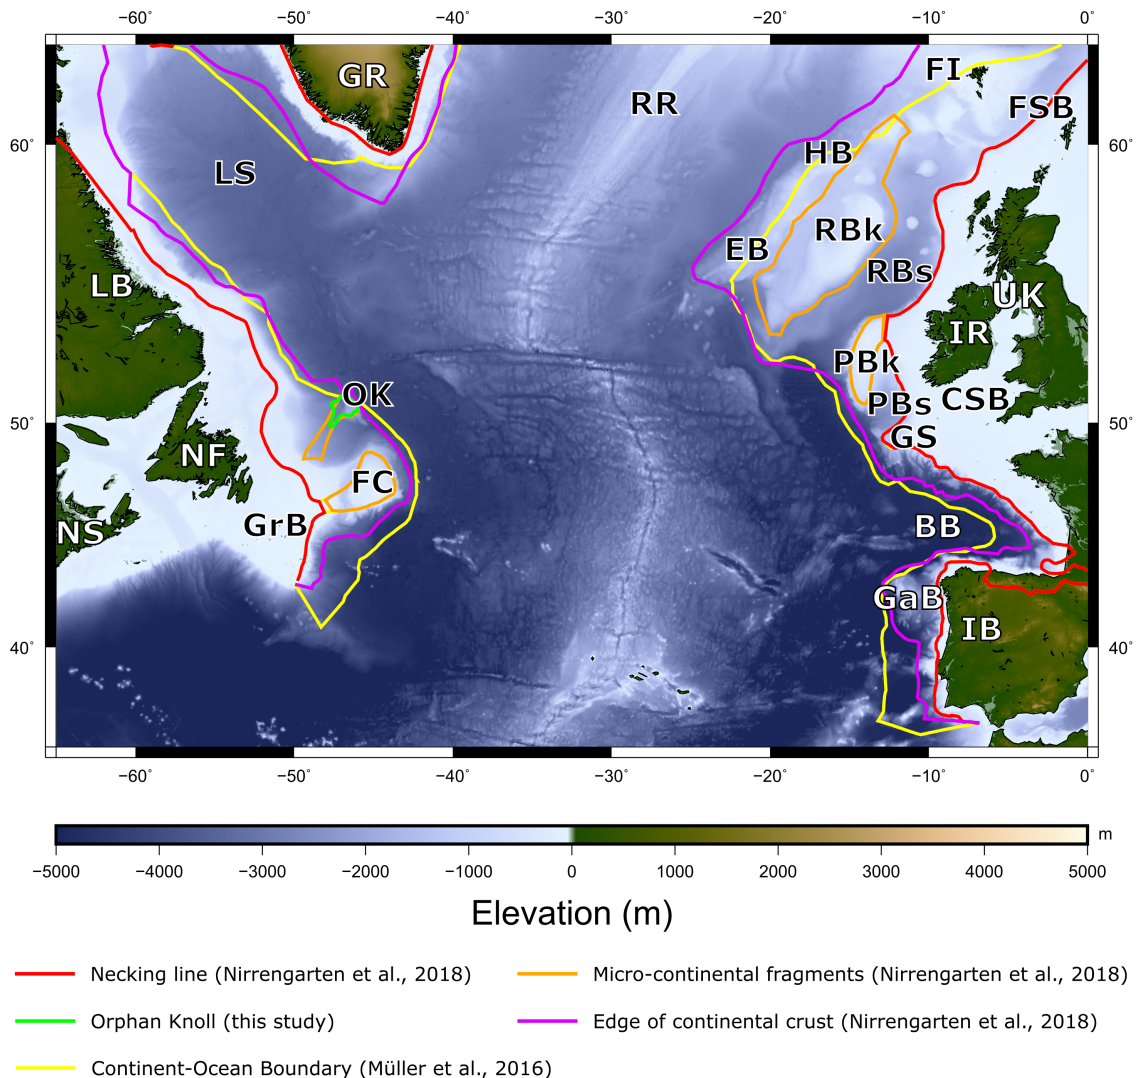 −60˚ −50˚ −40˚ −30˚ −20˚ −10˚ 0˚
GR FI
RR FSB
60˚ HB 60˚
LS
RBk
EB
RBs
LB UK
IR
PBk
OK CSB
PBs
50˚ 50˚
GS
NF
FC
GrB BB
NS
GaB
IB
40˚ 40˚
−60˚ −50˚ −40˚ −30˚ −20˚ −10˚ 0˚
m
−5000 −4000 −3000 −2000 −1000 0 1000 2000 3000 4000 5000
Elevation (m)
Necking line (Nirrengarten et al., 2018) Micro-continental fragments (Nirrengarten et al., 2018)
Orphan Knoll (this study) Edge of continental crust (Nirrengarten et al., 2018)
Continent-Ocean Boundary (Müller et al., 2016)